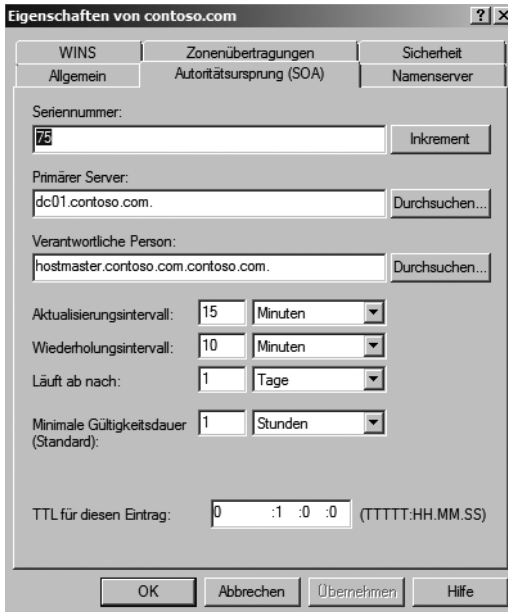 Eigenschaften von contoso.com
WINS Zonenübertragungen Sicherheit
Allgemein Autoritätsursprung (SOA) Namenserver
Seriennummer:
75 Inkrement
Primärer Server:
dc01.contoso.com. Durchsuchen...
Verantwortliche Person:
hostmaster.contoso.com.contoso.com. Durchsuchen...
Aktualisierungsintervall: 15 Minuten
Wiederholungsintervall: 10 Minuten
Läuft ab nach: 1 Tage
Minimale Gültigkeitsdauer 1 Stunden
(Standard):
TTL für diesen Eintrag: 0 :1 :0 :0 (TTTTT:HH.MM.SS)
OK Abbrechen Übernehmen Hilfe